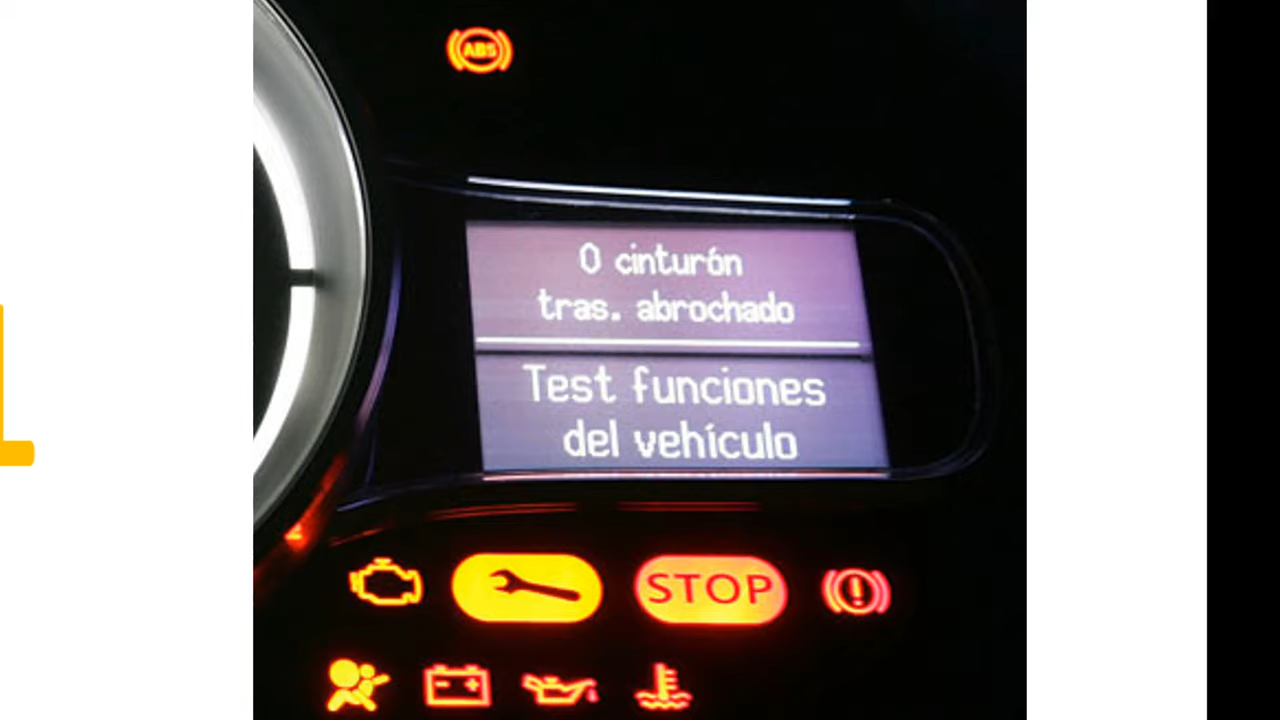 ABS
0 cinturón
tras. abrochado
Test funciones
del vehículo
STOP